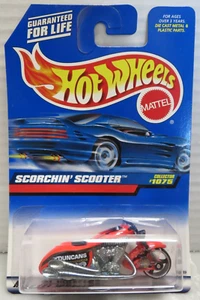 GUARANTEED
FOR LIFE
FOR AGES
OVER 3 YEARS.
DIE CAST METAL &
PLASTIC PARTS.
HOT WHEELS
MATTEL
SCORCHIN' SCOOTER™
COLLECTOR
#1075
DUNCANS